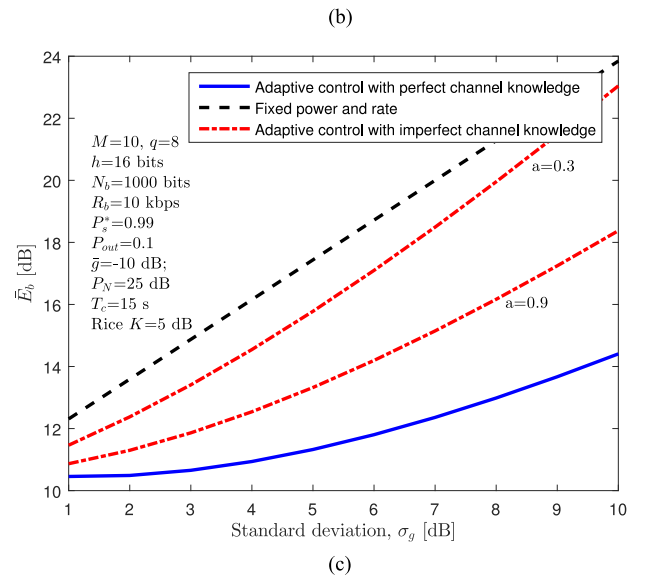 (b)
24
22
20
18
16
14
12
10
Ē_b [dB]
Adaptive control with perfect channel knowledge
Fixed power and rate
Adaptive control with imperfect channel knowledge
M=10, q=8
h=16 bits
N_b=1000 bits
R_b=10 kbps
P_s^*=0.99
P_out=0.1
ḡ=-10 dB;
P_N=25 dB
T_c=15 s
Rice K=5 dB
a=0.3
a=0.9
1 2 3 4 5 6 7 8 9 10
Standard deviation, σ_g [dB]
(c)